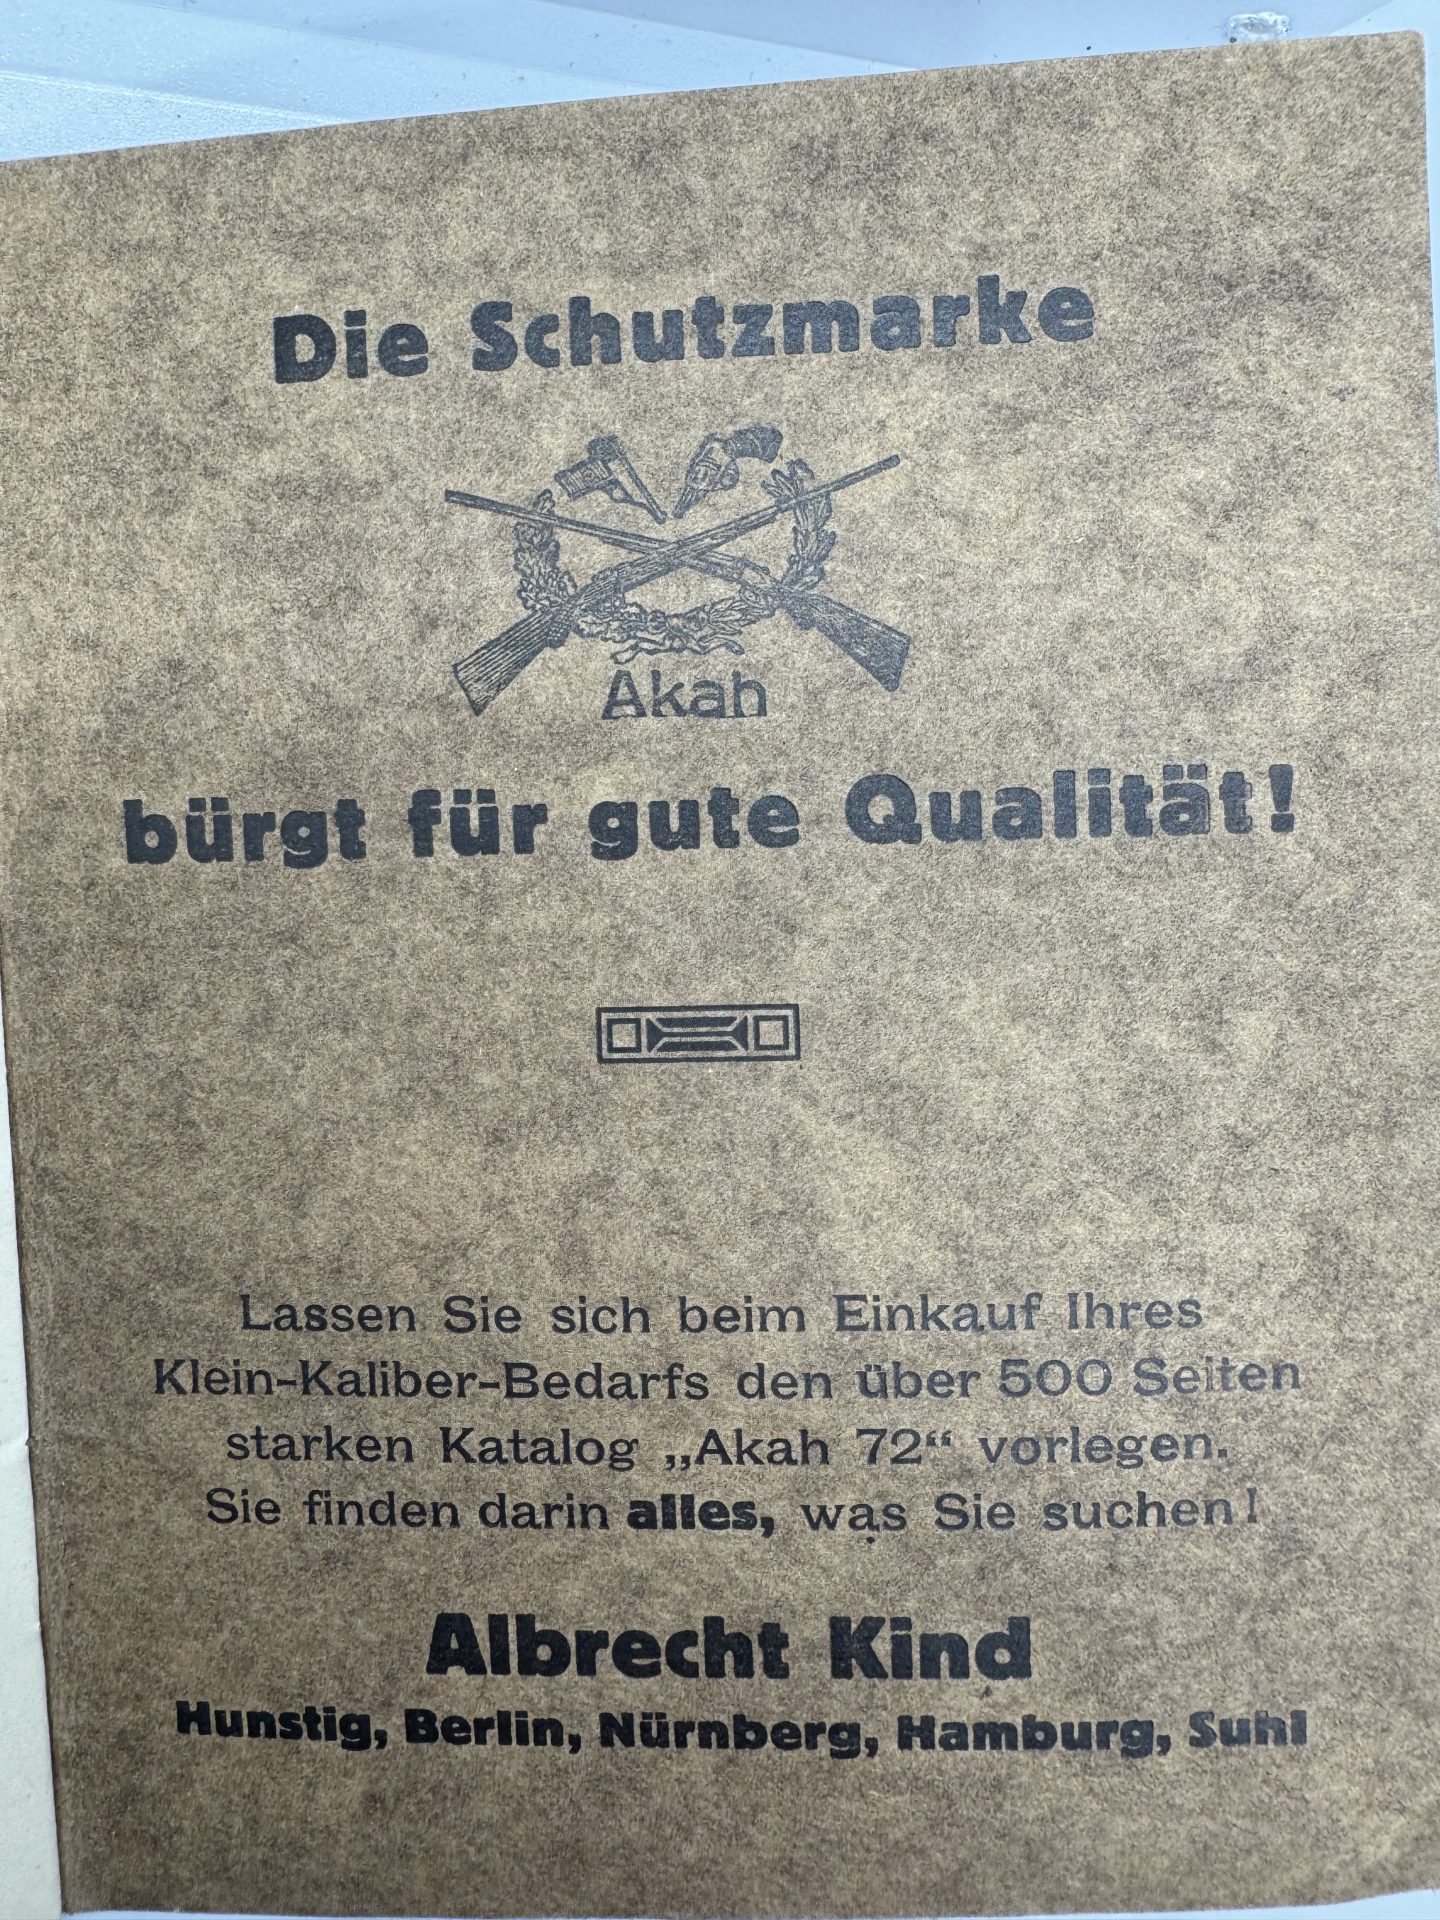 Die Schutzmarke
Akah
bürgt für gute Qualität!
Lassen Sie sich beim Einkauf Ihres
Klein-Kaliber-Bedarfs den über 500 Seiten
starken Katalog „Akah 72“ vorlegen.
Sie finden darin alles, was Sie suchen!
Albrecht Kind
Hunstig, Berlin, Nürnberg, Hamburg, Suhl